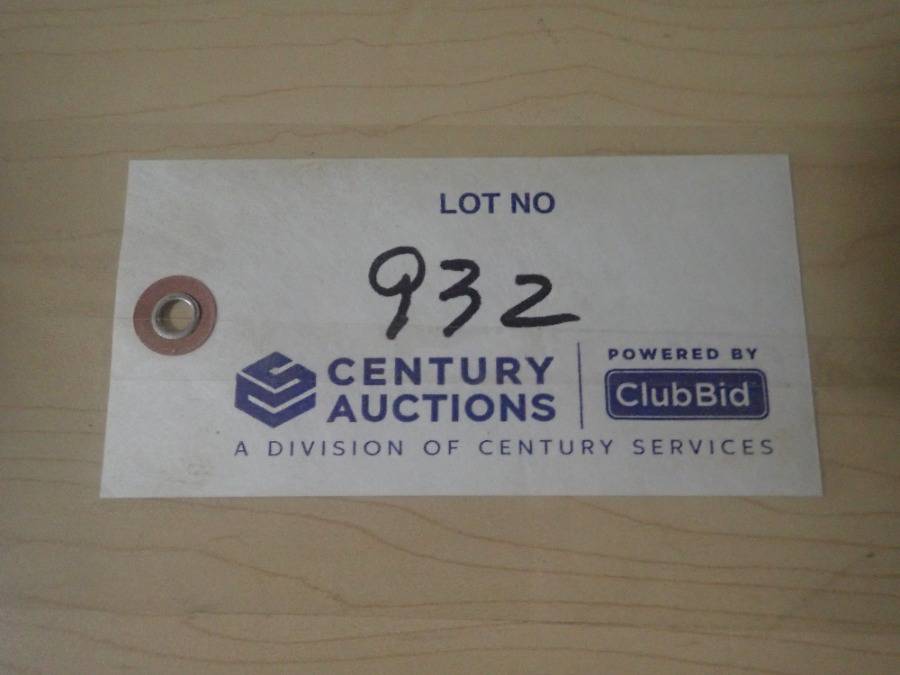 LOT NO
932
CENTURY AUCTIONS
POWERED BY
ClubBid
A DIVISION OF CENTURY SERVICES